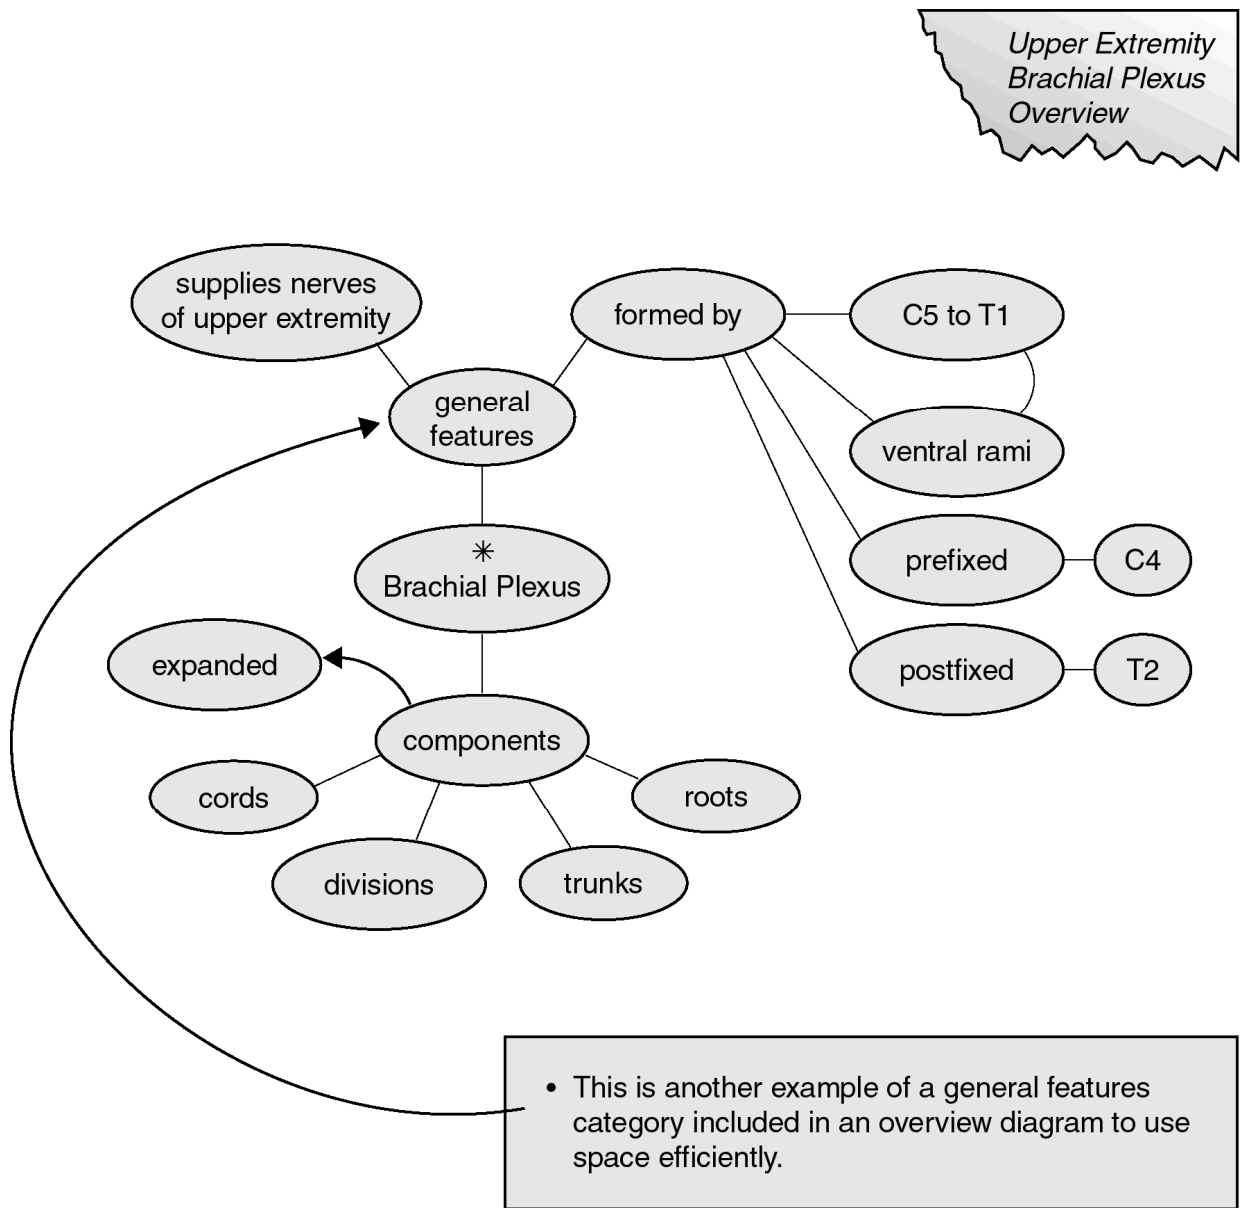 Upper Extremity
Brachial Plexus
Overview
supplies nerves
of upper extremity
formed by
C5 to T1
general
features
ventral rami
✳
Brachial Plexus
prefixed
C4
expanded
postfixed
T2
components
cords
roots
divisions
trunks
• This is another example of a general features
category included in an overview diagram to use
space efficiently.